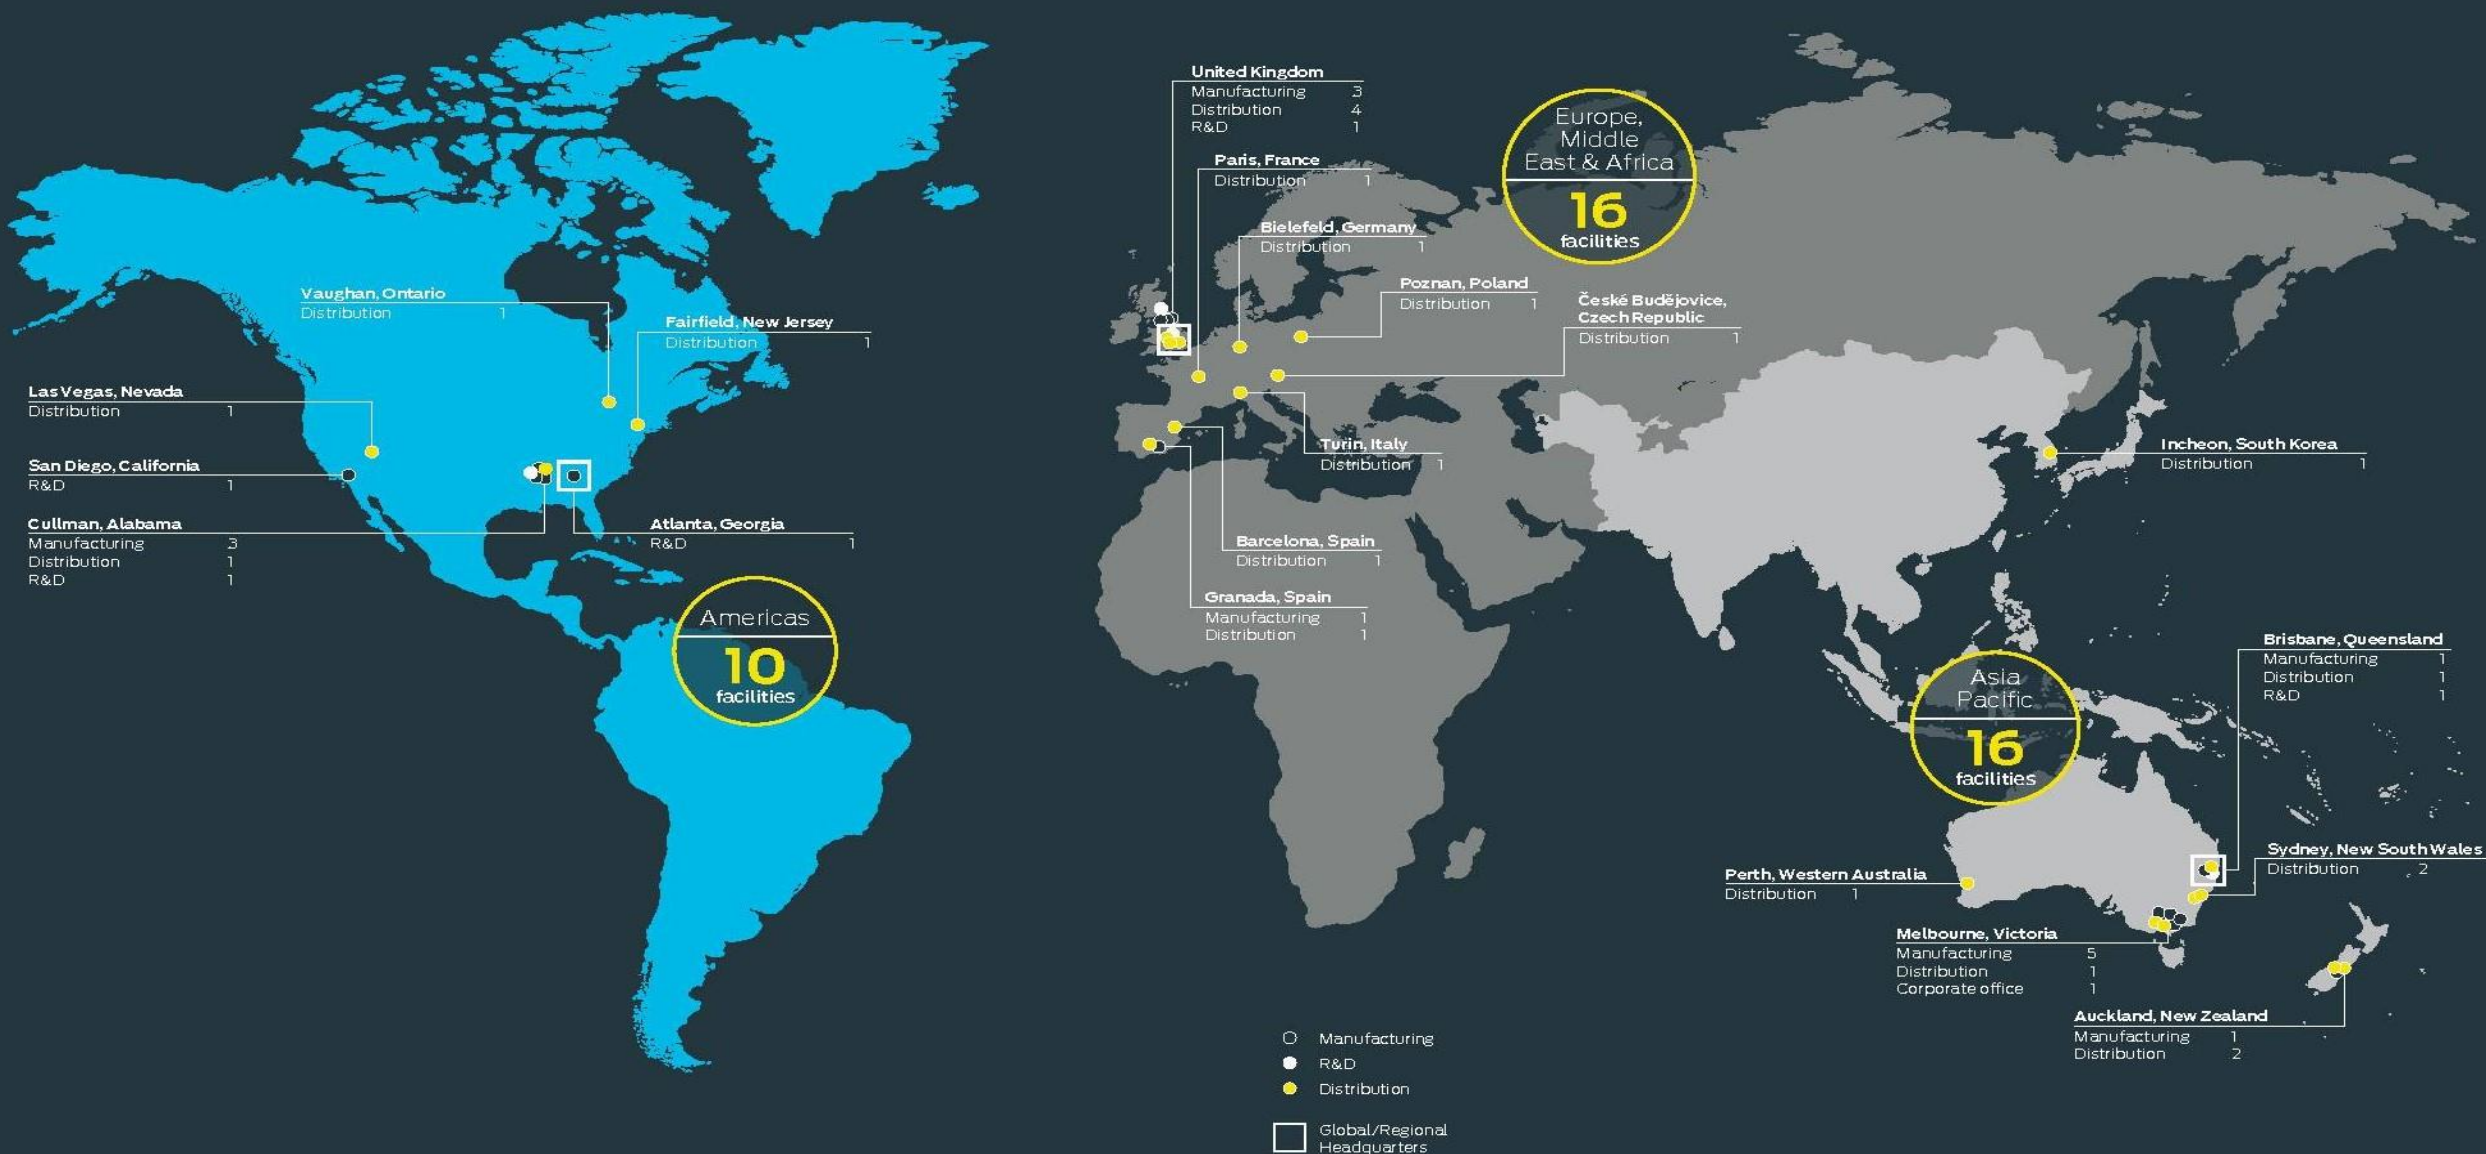 Vaughan, Ontario
Distribution 1
Fairfield, New Jersey
Distribution 1
Las Vegas, Nevada
Distribution 1
San Diego, California
R&D 1
Cullman, Alabama
Manufacturing 3
Distribution 1
R&D 1
Atlanta, Georgia
R&D 1
Americas
10
facilities
United Kingdom
Manufacturing 3
Distribution 4
R&D 1
Paris, France
Distribution 1
Bielefeld, Germany
Distribution 1
Poznan, Poland
Distribution 1
České Budějovice,
Czech Republic
Distribution 1
Turin, Italy
Distribution 1
Barcelona, Spain
Distribution 1
Granada, Spain
Manufacturing 1
Distribution 1
Europe,
Middle
East & Africa
16
facilities
Incheon, South Korea
Distribution 1
Asia
Pacific
16
facilities
Brisbane, Queensland
Manufacturing 1
Distribution 1
R&D 1
Sydney, New South Wales
Distribution 2
Perth, Western Australia
Distribution 1
Melbourne, Victoria
Manufacturing 5
Distribution 1
Corporate office 1
Auckland, New Zealand
Manufacturing 1
Distribution 2
Manufacturing
R&D
Distribution
Global/Regional
Headquarters